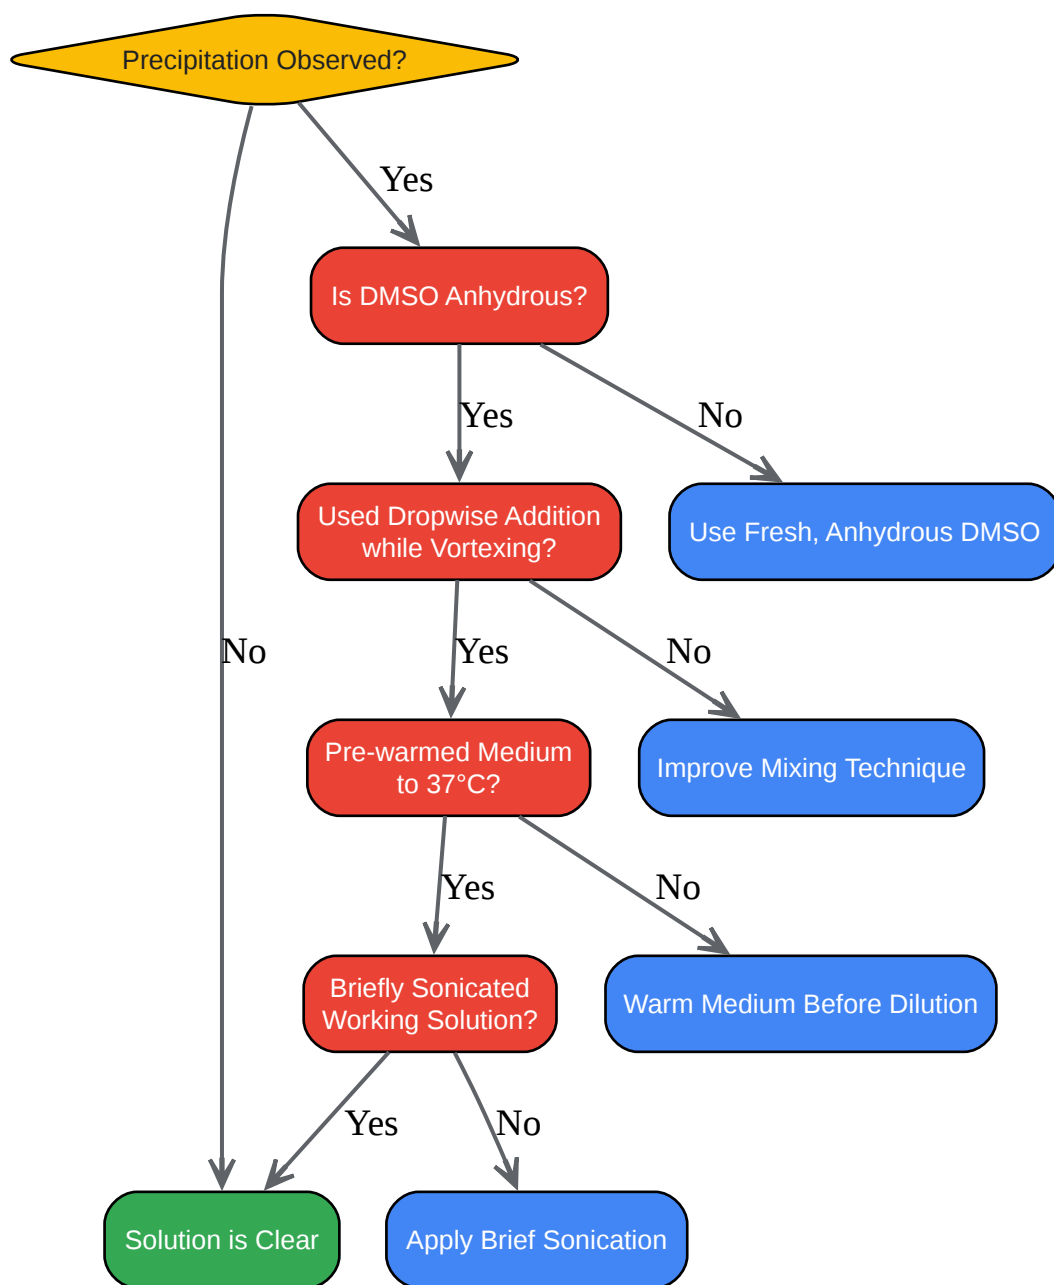 Precipitation Observed?
Yes
Is DMSO Anhydrous?
Yes
No
Used Dropwise Addition
while Vortexing?
Use Fresh, Anhydrous DMSO
No
Yes
No
Pre-warmed Medium
to 37°C?
Improve Mixing Technique
Yes
No
Briefly Sonicated
Working Solution?
Warm Medium Before Dilution
Yes
No
Solution is Clear
Apply Brief Sonication